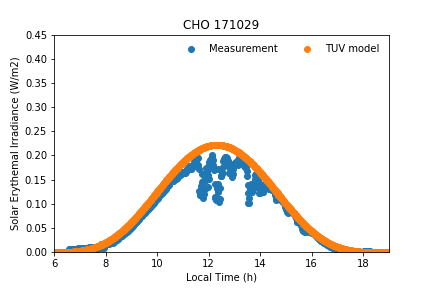 CHO 171029
Measurement TUV model
Solar Erythemal Irradiance (W/m2)
0.45
0.40
0.35
0.30
0.25
0.20
0.15
0.10
0.05
0.00
6 8 10 12 14 16 18
Local Time (h)